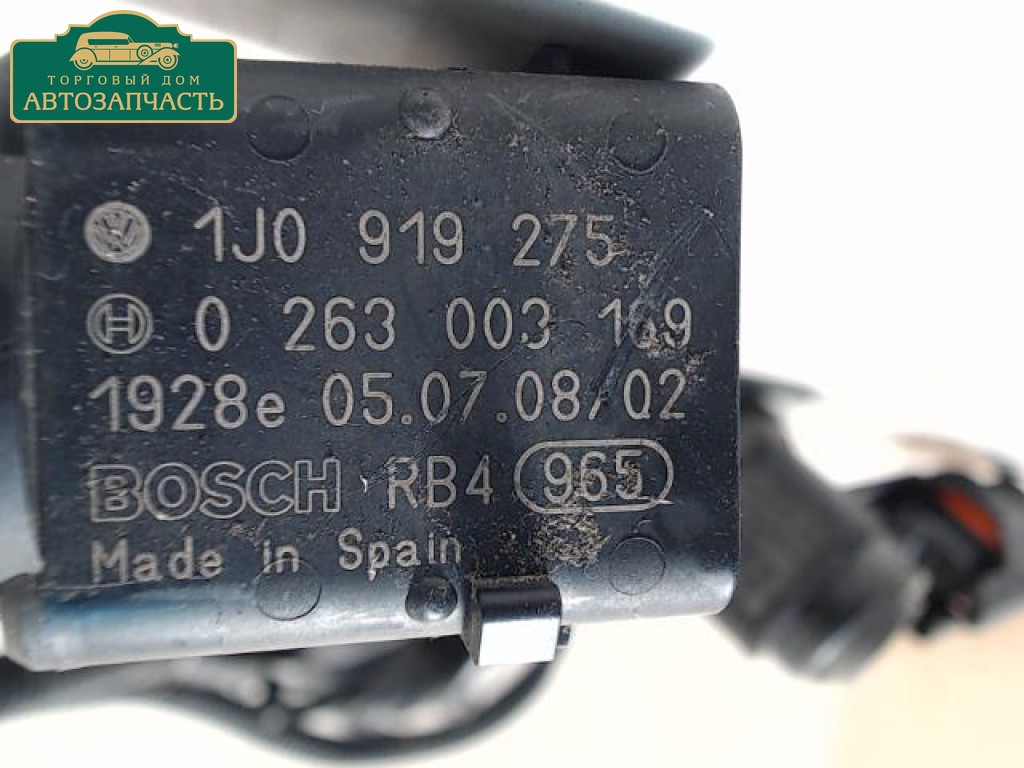 ТОРГОВЫЙ ДОМ
АВТОЗАПЧАСТЬ
1J0 919 275
0 263 003 169
1928e 05.07.08/02
BOSCH RB4 965
Made in Spain